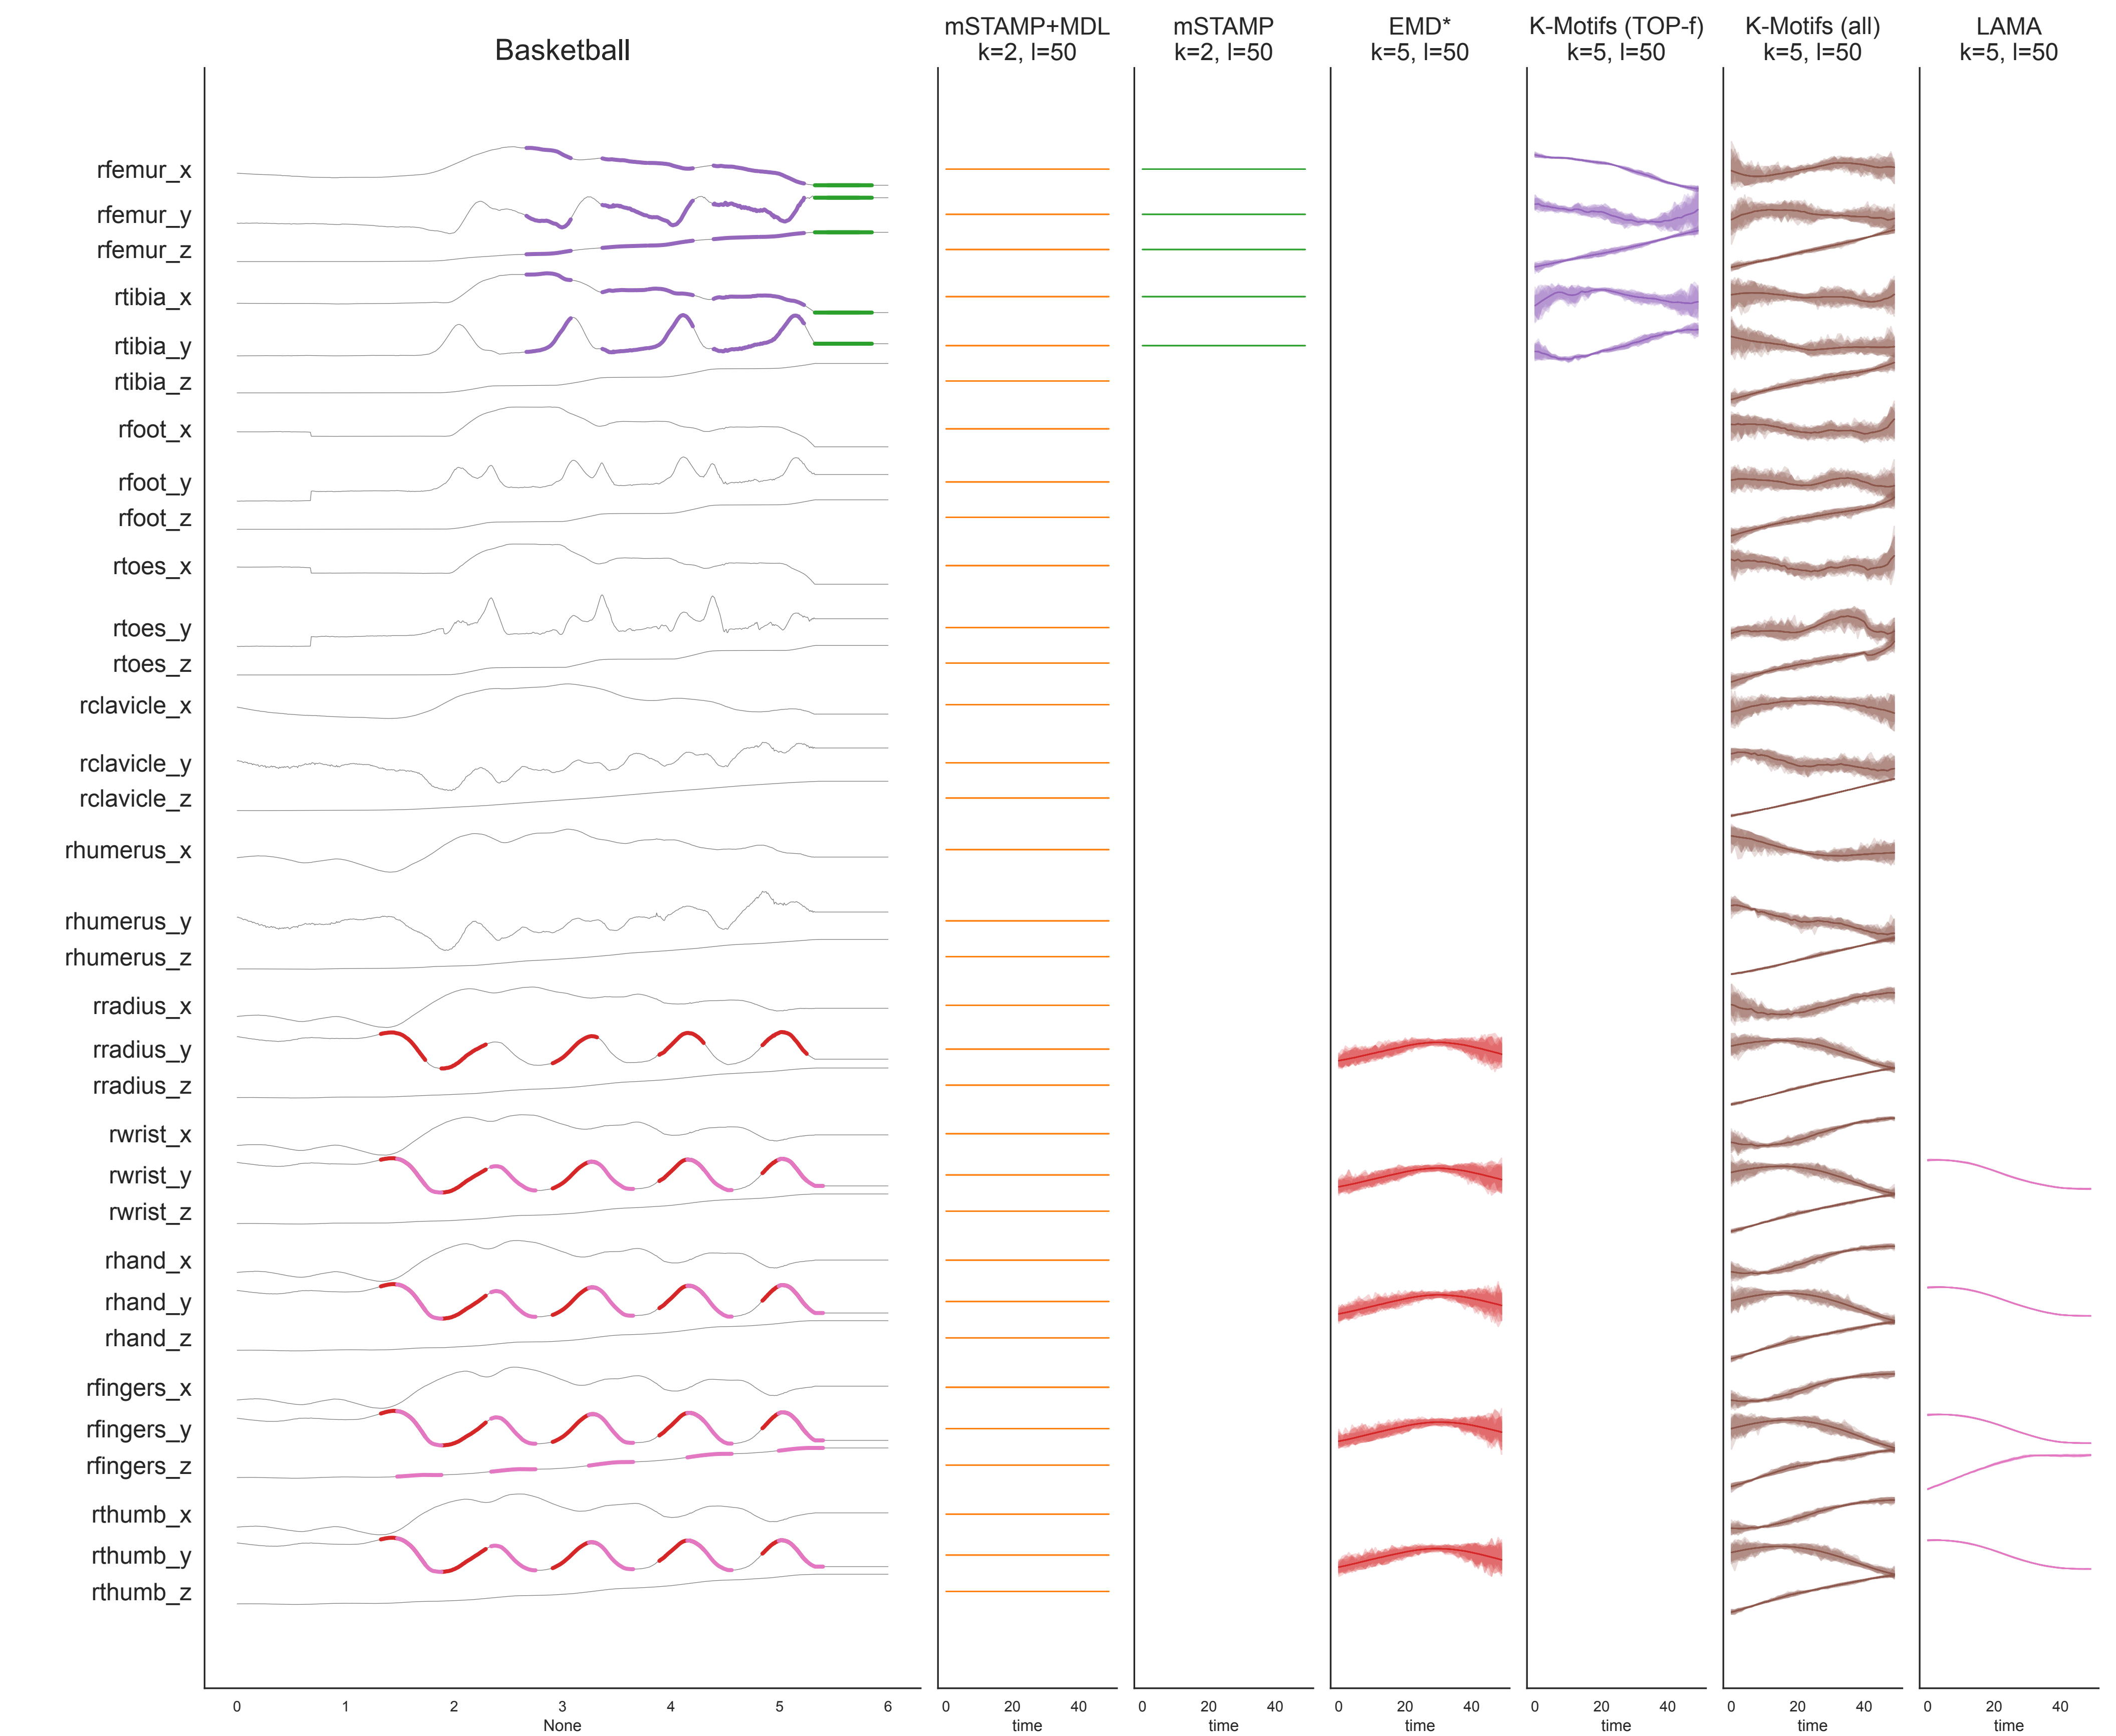 Basketball
mSTAMP+MDL
k=2, l=50
mSTAMP
k=2, l=50
EMD*
k=5, l=50
K-Motifs (TOP-f)
k=5, l=50
K-Motifs (all)
k=5, l=50
LAMA
k=5, l=50
rfemur_x
rfemur_y
rfemur_z
rtibia_x
rtibia_y
rtibia_z
rfoot_x
rfoot_y
rfoot_z
rtoes_x
rtoes_y
rtoes_z
rclavicle_x
rclavicle_y
rclavicle_z
rhumerus_x
rhumerus_y
rhumerus_z
rradius_x
rradius_y
rradius_z
rwrist_x
rwrist_y
rwrist_z
rhand_x
rhand_y
rhand_z
rfingers_x
rfingers_y
rfingers_z
rthumb_x
rthumb_y
rthumb_z
0 1 2 3 4 5 6
None
0 20 40
time
0 20 40
time
0 20 40
time
0 20 40
time
0 20 40
time
0 20 40
time